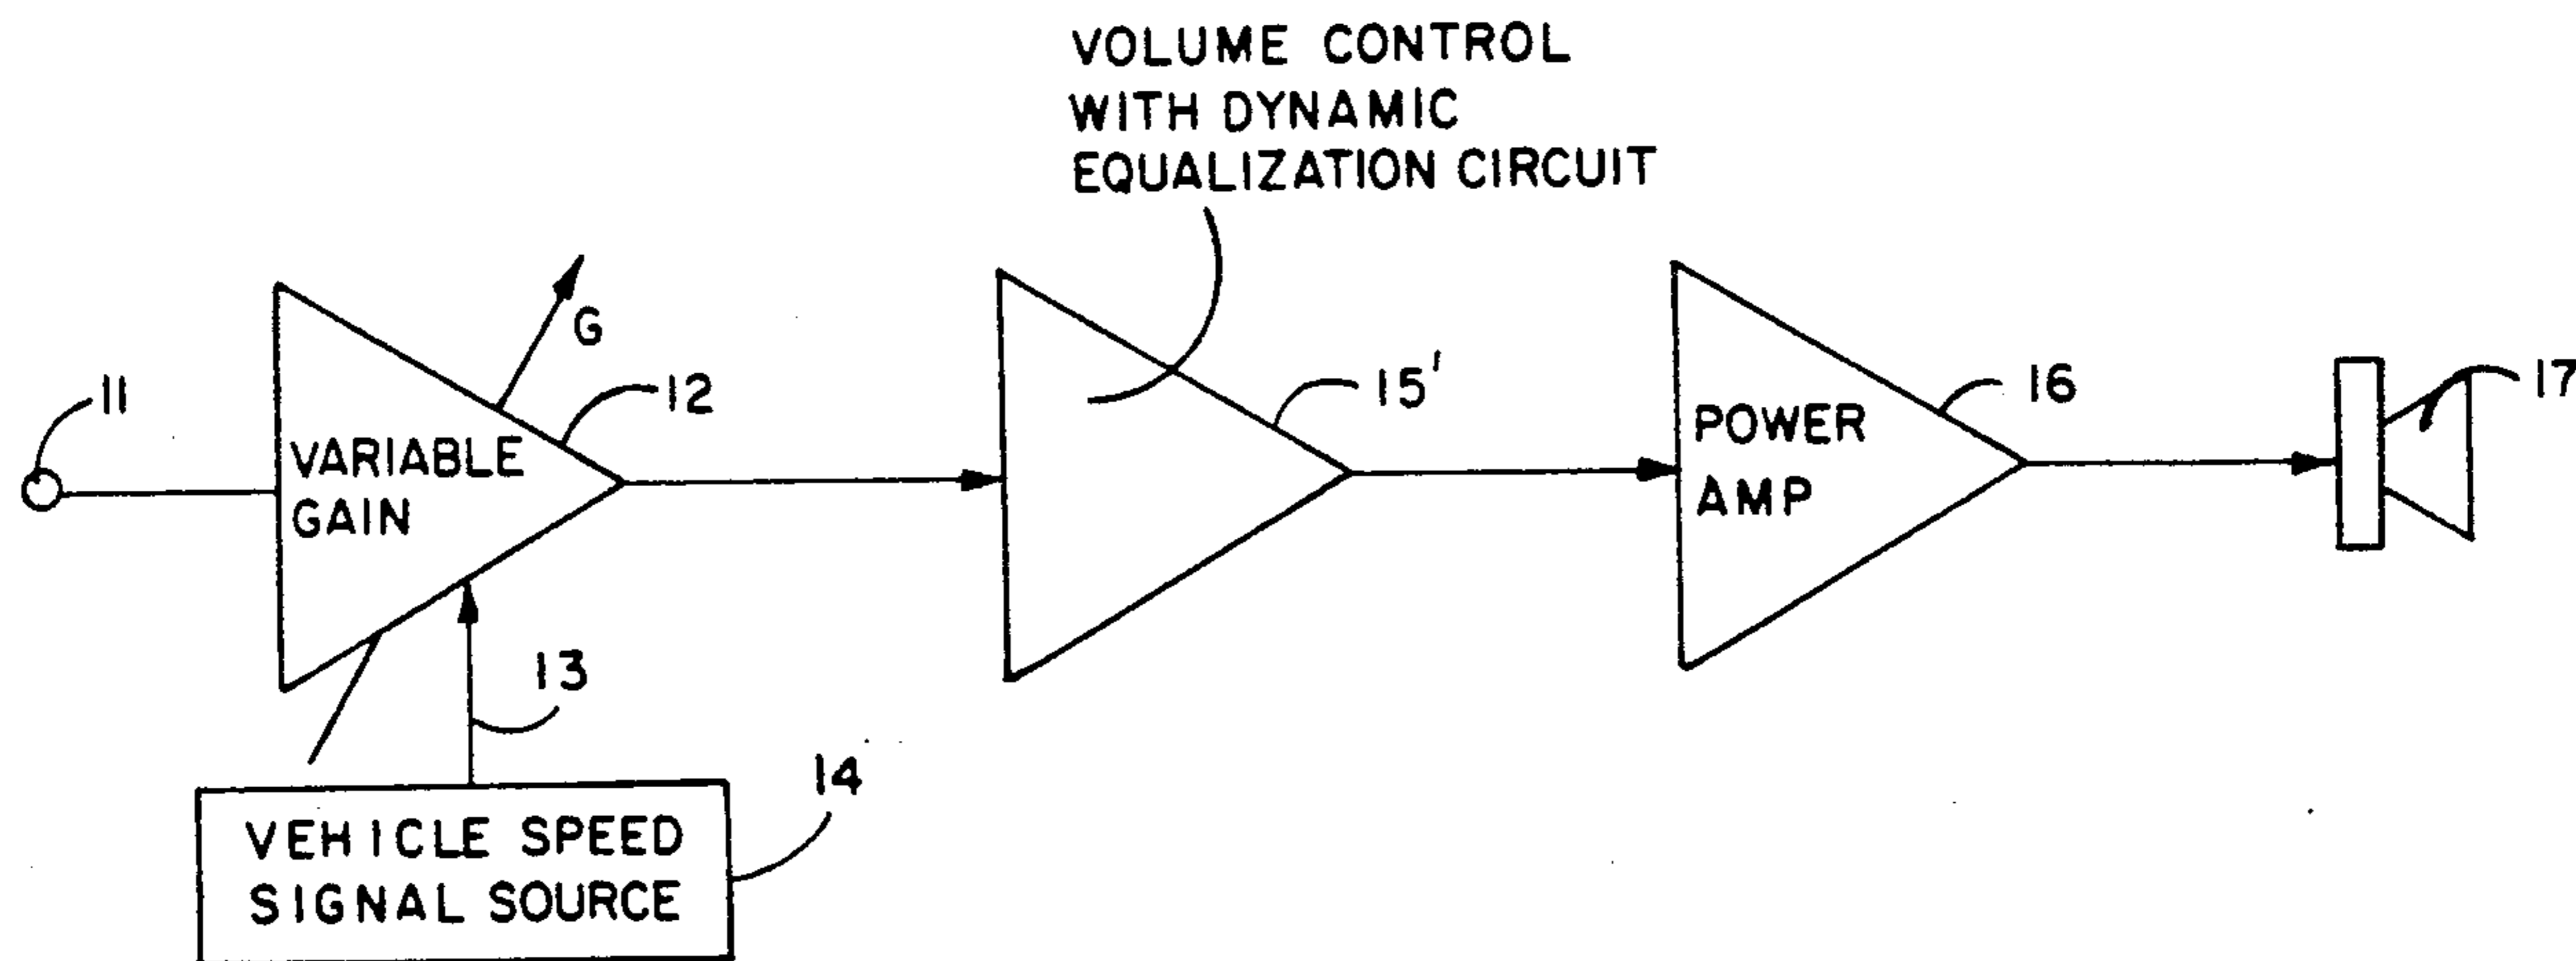 VOLUME CONTROL
WITH DYNAMIC
EQUALIZATION CIRCUIT
G
11
12
15'
16
17
VARIABLE
GAIN
POWER
AMP
13
14
VEHICLE SPEED
SIGNAL SOURCE